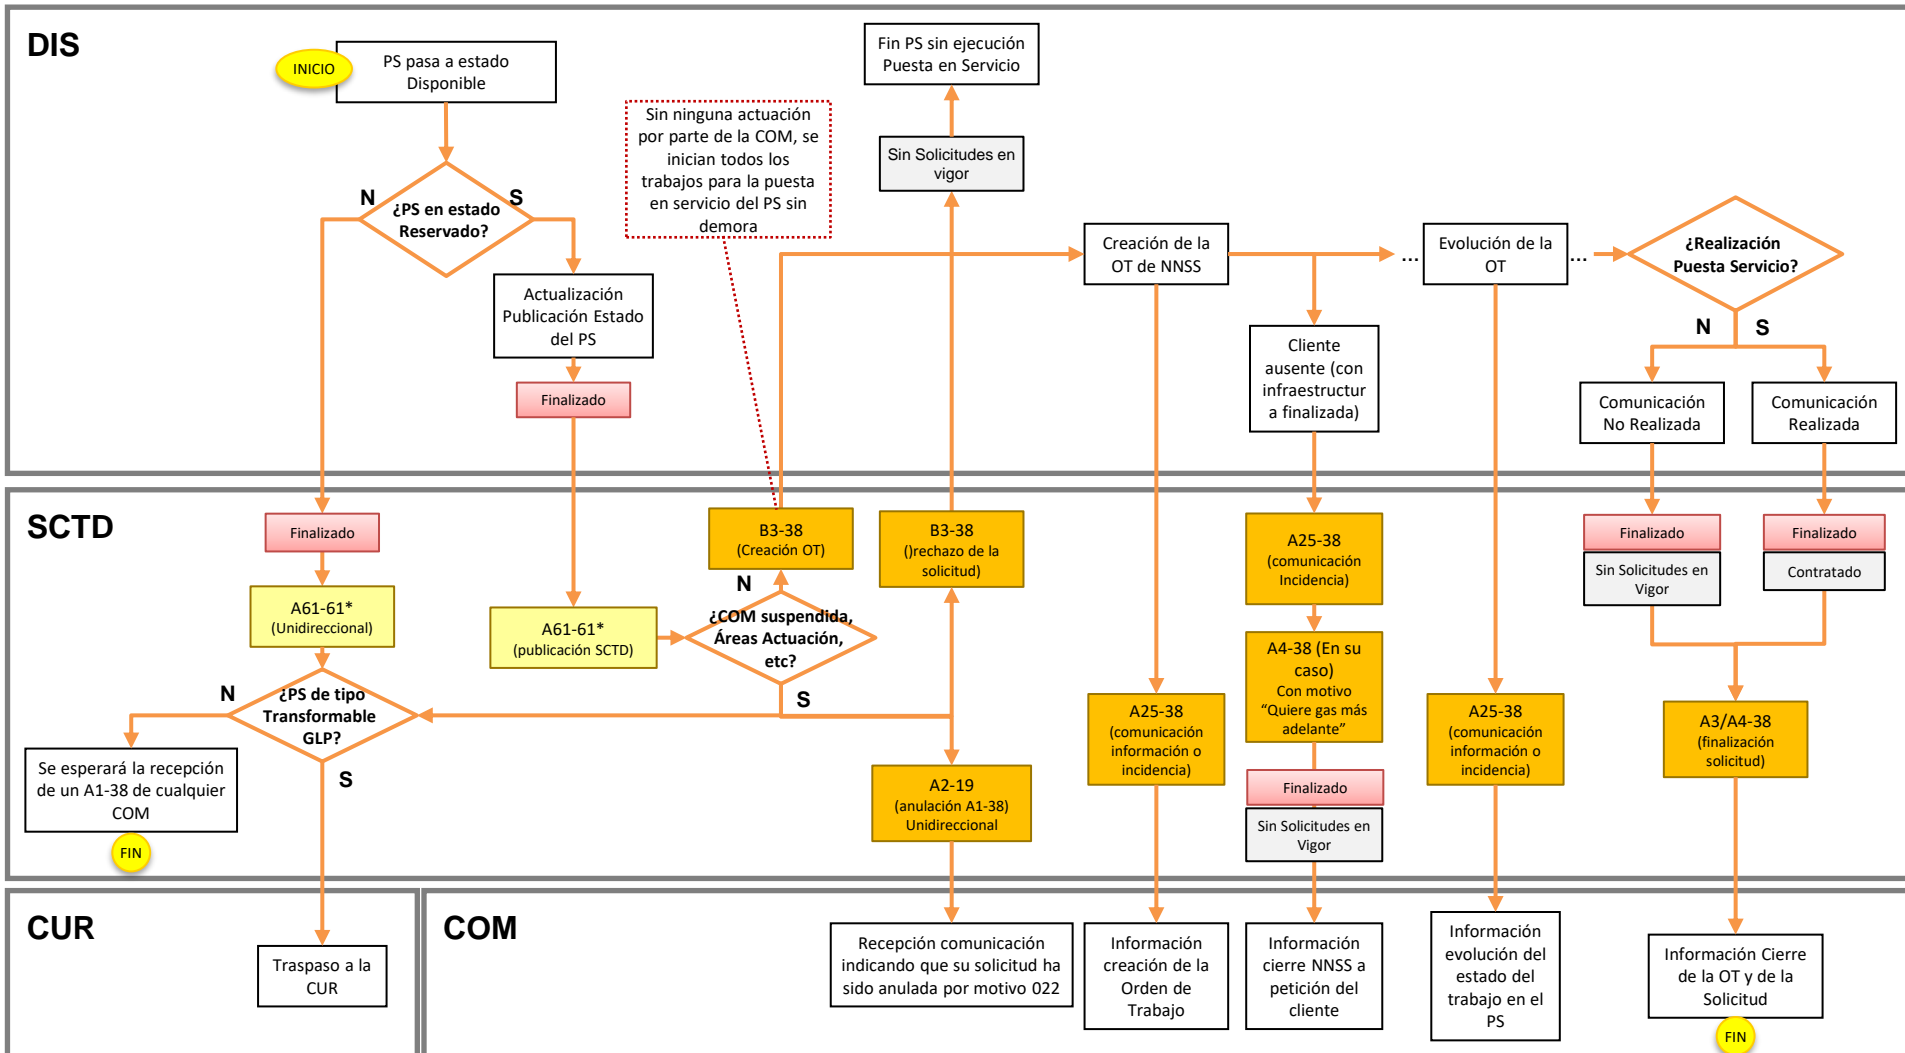 DIS
INICIO
PS pasa a estado
Disponible
¿PS en estado
Reservado?
N
S
Actualización
Publicación Estado
del PS
Finalizado
Sin ninguna actuación
por parte de la COM, se
inician todos los
trabajos para la puesta
en servicio del PS sin
demora
Fin PS sin ejecución
Puesta en Servicio
Sin Solicitudes en
vigor
Creación de la
OT de NNSS
Cliente
ausente (con
infraestructur
a finalizada)
...
Evolución de la
OT
...
¿Realización
Puesta Servicio?
N
S
Comunicación
No Realizada
Comunicación
Realizada
SCTD
Finalizado
A61-61*
(Unidireccional)
¿PS de tipo
Transformable
GLP?
N
S
Se esperará la recepción
de un A1-38 de cualquier
COM
FIN
A61-61*
(publicación SCTD)
B3-38
(Creación OT)
N
¿COM suspendida,
Áreas Actuación,
etc?
S
B3-38
()rechazo de la
solicitud)
A2-19
(anulación A1-38)
Unidireccional
A25-38
(comunicación
información o
incidencia)
A25-38
(comunicación
Incidencia)
A4-38 (En su
caso)
Con motivo
“Quiere gas más
adelante”
Finalizado
Sin Solicitudes en
Vigor
A25-38
(comunicación
información o
incidencia)
Finalizado
Sin Solicitudes en
Vigor
Finalizado
Contratado
A3/A4-38
(finalización
solicitud)
CUR
Traspaso a la
CUR
COM
Recepción comunicación
indicando que su solicitud ha
sido anulada por motivo 022
Información
creación de la
Orden de
Trabajo
Información
cierre NNSS a
petición del
cliente
Información
evolución del
estado del
trabajo en el
PS
Información Cierre
de la OT y de la
Solicitud
FIN